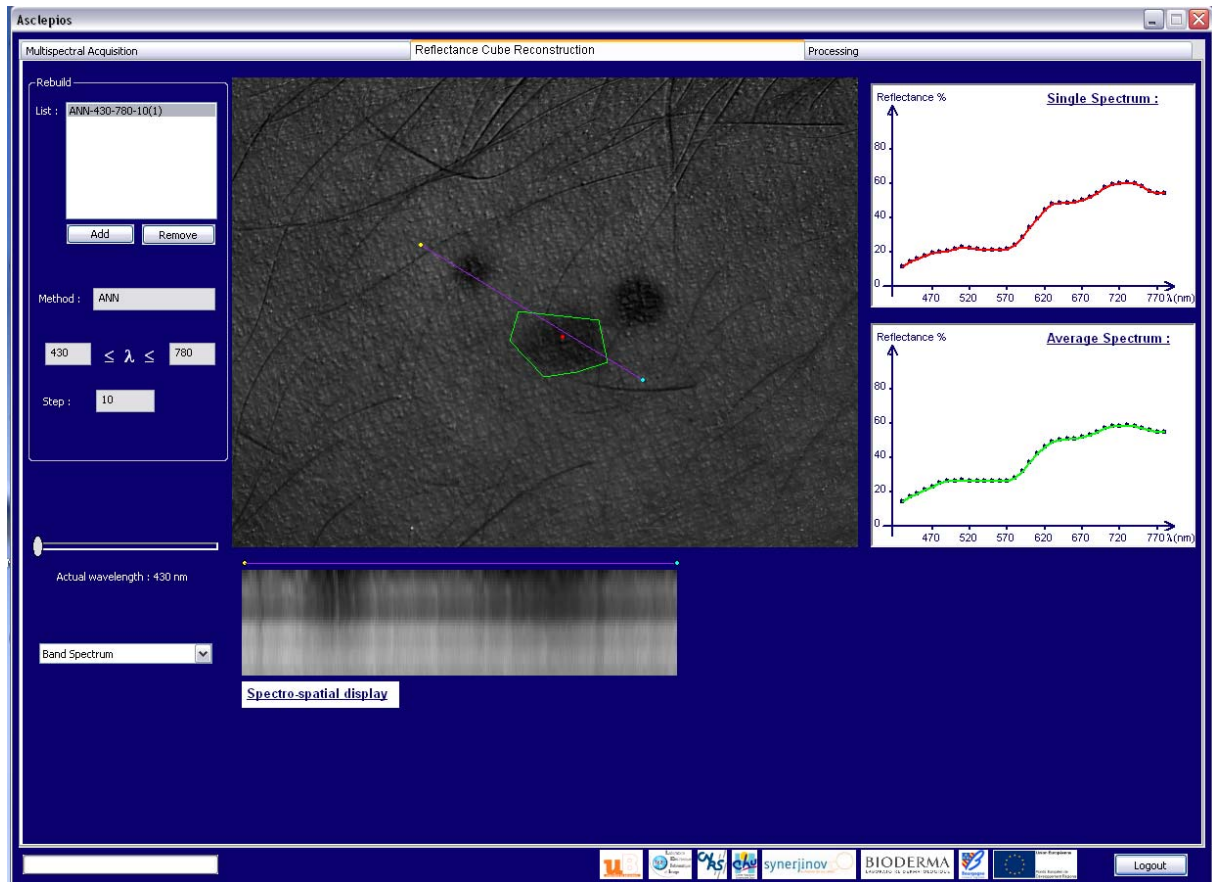 Asclepios
Multispectral Acquisition
Reflectance Cube Reconstruction
Processing
Rebuild
List :
ANN-430-780-10(1)
Add
Remove
Method :
ANN
430
≤ λ ≤
780
Step :
10
Actual wavelength : 430 nm
Band Spectrum
Reflectance %
Single Spectrum :
80
60
40
20
0
470 520 570 620 670 720 770 λ(nm)
Reflectance %
Average Spectrum :
80
60
40
20
0
470 520 570 620 670 720 770 λ(nm)
Spectro-spatial display
CNRS
chu
synerjinov
BIODERMA
Logout